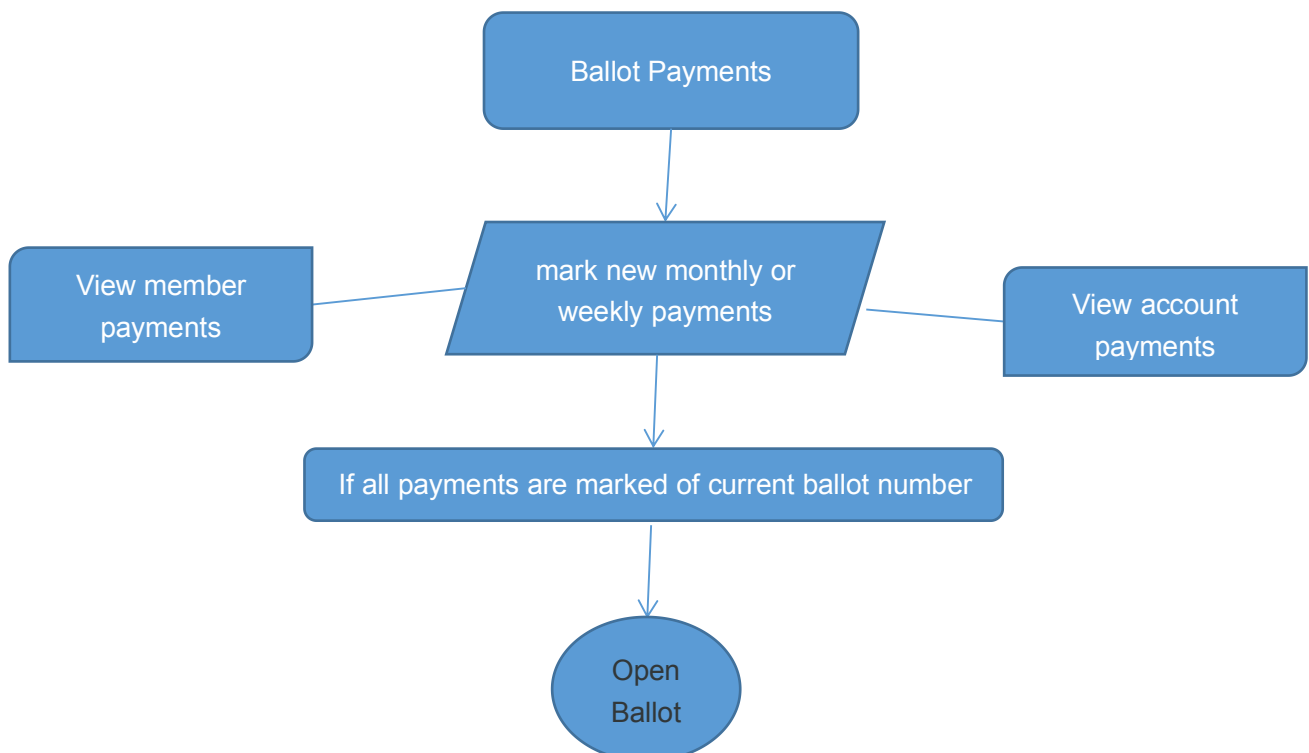 Ballot Payments
View member
payments
mark new monthly or
weekly payments
View account
payments
If all payments are marked of current ballot number
Open
Ballot